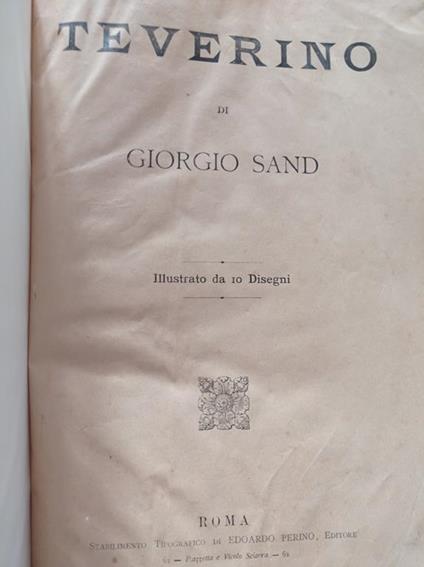 TEVERINO
DI
GIORGIO SAND
Illustrato da 10 Disegni
ROMA
STABILIMENTO TIPOGRAFICO DI EDOARDO PERINO, EDITORE
— Piazzetta e Vicolo Sciarra. —